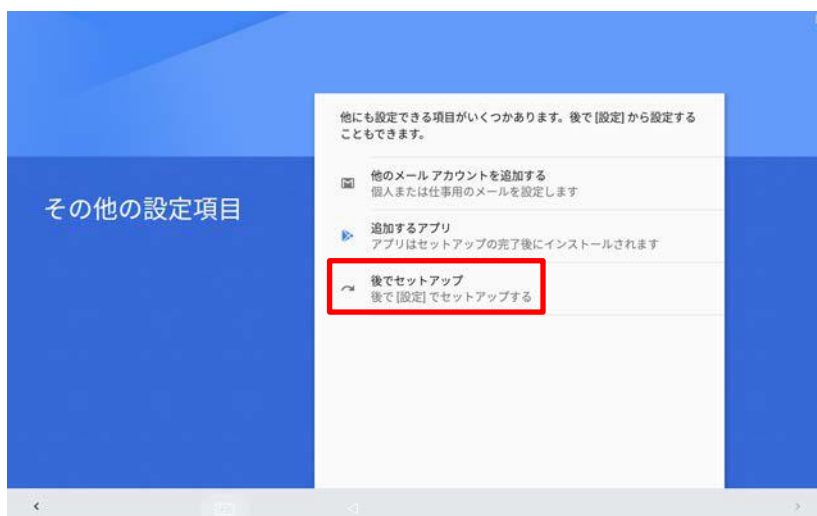 他にも設定できる項目がいくつかあります。後で [設定] から設定する
こともできます。
その他の設定項目
他のメール アカウントを追加する
個人または仕事用のメールを設定します
追加するアプリ
アプリはセットアップの完了後にインストールされます
後でセットアップ
後で [設定] でセットアップする